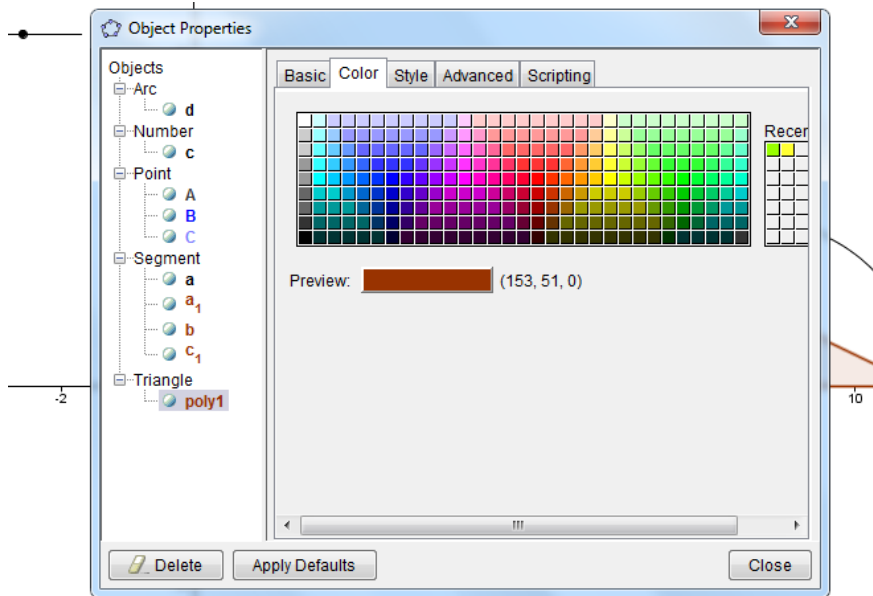 Object Properties
Objects
Arc
d
Number
c
Point
A
B
C
Segment
a
a1
b
c1
Triangle
poly1
Basic Color Style Advanced Scripting
Recen
Preview: (153, 51, 0)
-2
10
Delete Apply Defaults Close